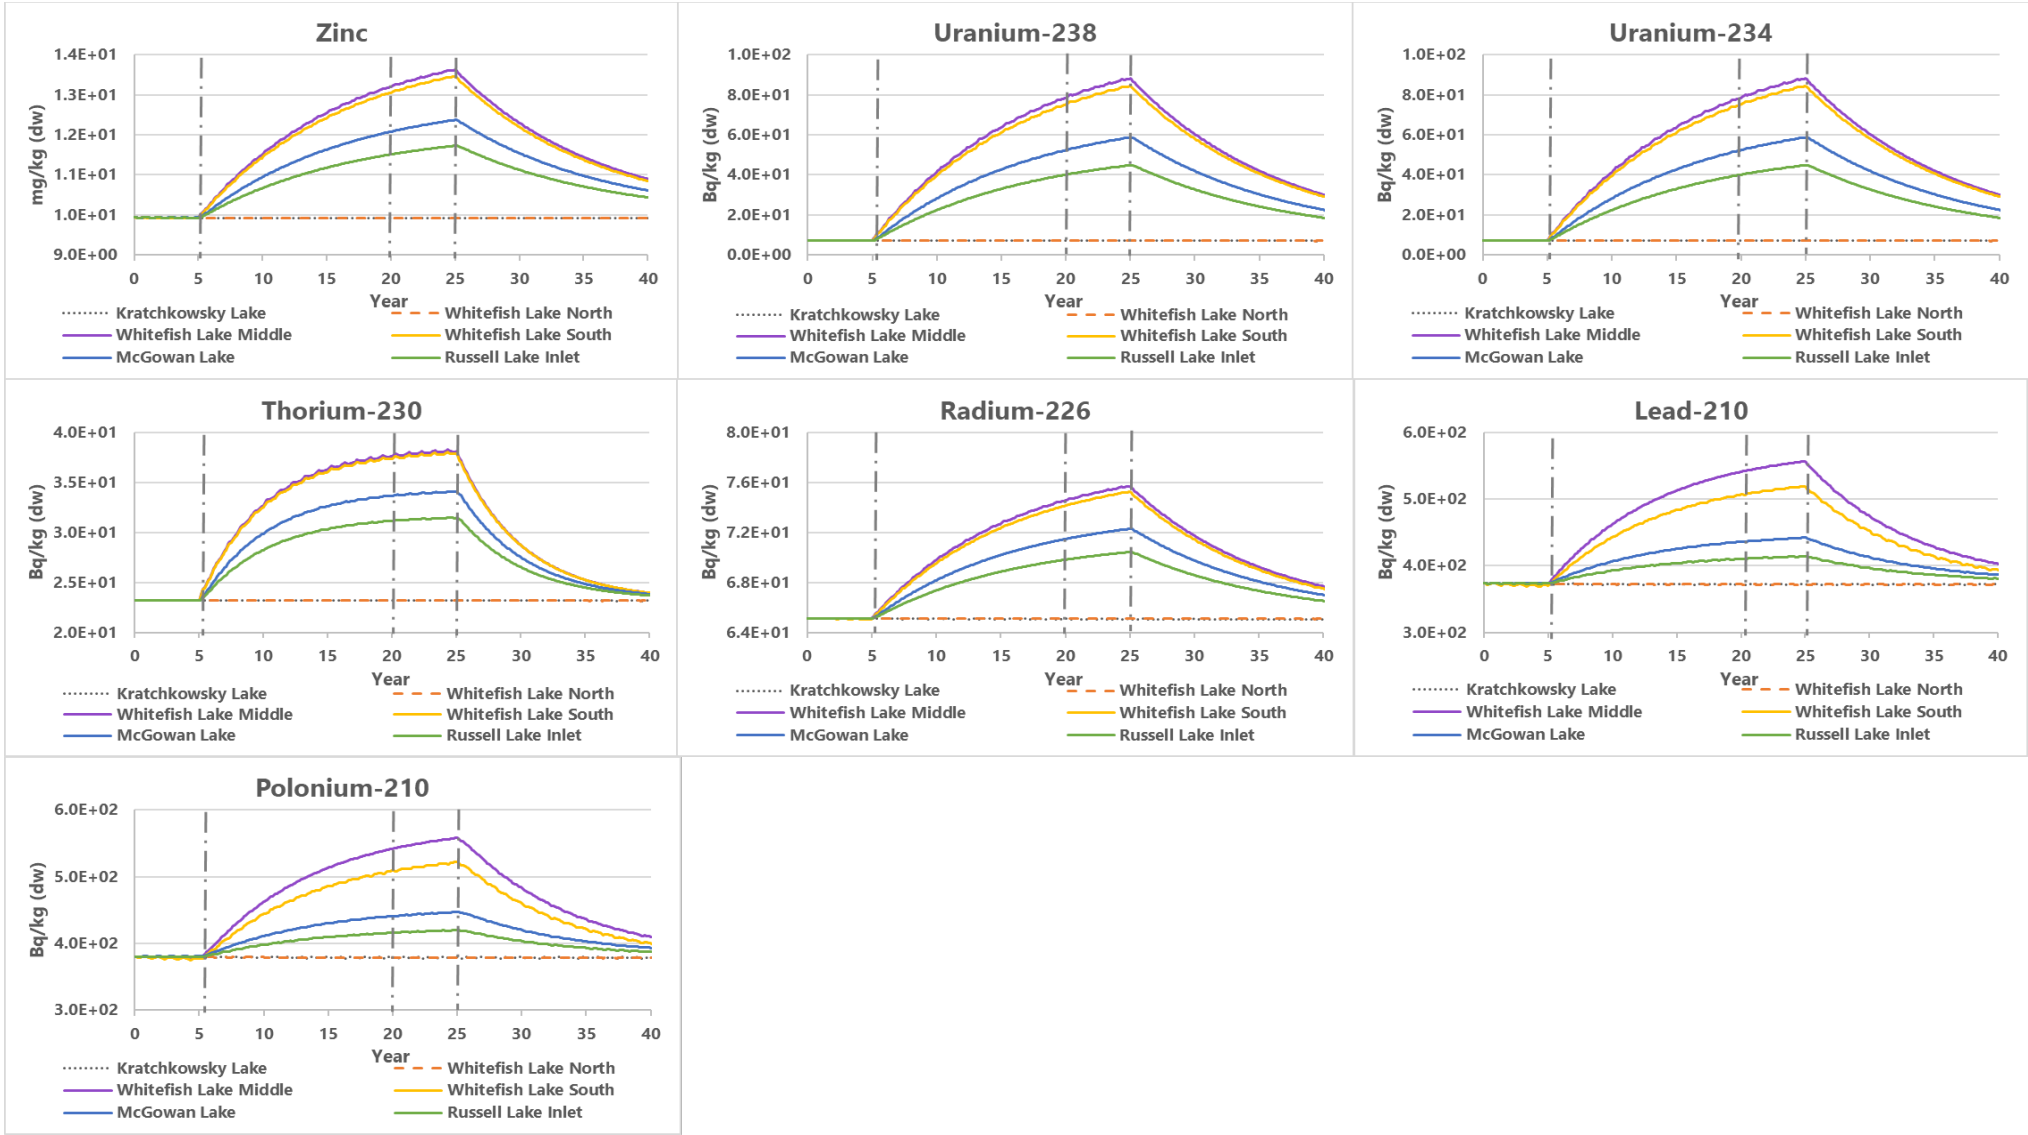 Zinc
1.4E+01
1.3E+01
1.2E+01
1.1E+01
1.0E+01
9.0E+00
mg/kg (dw)
0 5 10 15 20 25 30 35 40
Year
Kratchkowsky Lake Whitefish Lake North
Whitefish Lake Middle Whitefish Lake South
McGowan Lake Russell Lake Inlet
Uranium-238
1.0E+02
8.0E+01
6.0E+01
4.0E+01
2.0E+01
0.0E+00
Bq/kg (dw)
0 5 10 15 20 25 30 35 40
Year
Kratchkowsky Lake Whitefish Lake North
Whitefish Lake Middle Whitefish Lake South
McGowan Lake Russell Lake Inlet
Uranium-234
1.0E+02
8.0E+01
6.0E+01
4.0E+01
2.0E+01
0.0E+00
Bq/kg (dw)
0 5 10 15 20 25 30 35 40
Year
Kratchkowsky Lake Whitefish Lake North
Whitefish Lake Middle Whitefish Lake South
McGowan Lake Russell Lake Inlet
Thorium-230
4.0E+01
3.5E+01
3.0E+01
2.5E+01
2.0E+01
Bq/kg (dw)
0 5 10 15 20 25 30 35 40
Year
Kratchkowsky Lake Whitefish Lake North
Whitefish Lake Middle Whitefish Lake South
McGowan Lake Russell Lake Inlet
Radium-226
8.0E+01
7.6E+01
7.2E+01
6.8E+01
6.4E+01
Bq/kg (dw)
0 5 10 15 20 25 30 35 40
Year
Kratchkowsky Lake Whitefish Lake North
Whitefish Lake Middle Whitefish Lake South
McGowan Lake Russell Lake Inlet
Lead-210
6.0E+02
5.0E+02
4.0E+02
3.0E+02
Bq/kg (dw)
0 5 10 15 20 25 30 35 40
Year
Kratchkowsky Lake Whitefish Lake North
Whitefish Lake Middle Whitefish Lake South
McGowan Lake Russell Lake Inlet
Polonium-210
6.0E+02
5.0E+02
4.0E+02
3.0E+02
Bq/kg (dw)
0 5 10 15 20 25 30 35 40
Year
Kratchkowsky Lake Whitefish Lake North
Whitefish Lake Middle Whitefish Lake South
McGowan Lake Russell Lake Inlet